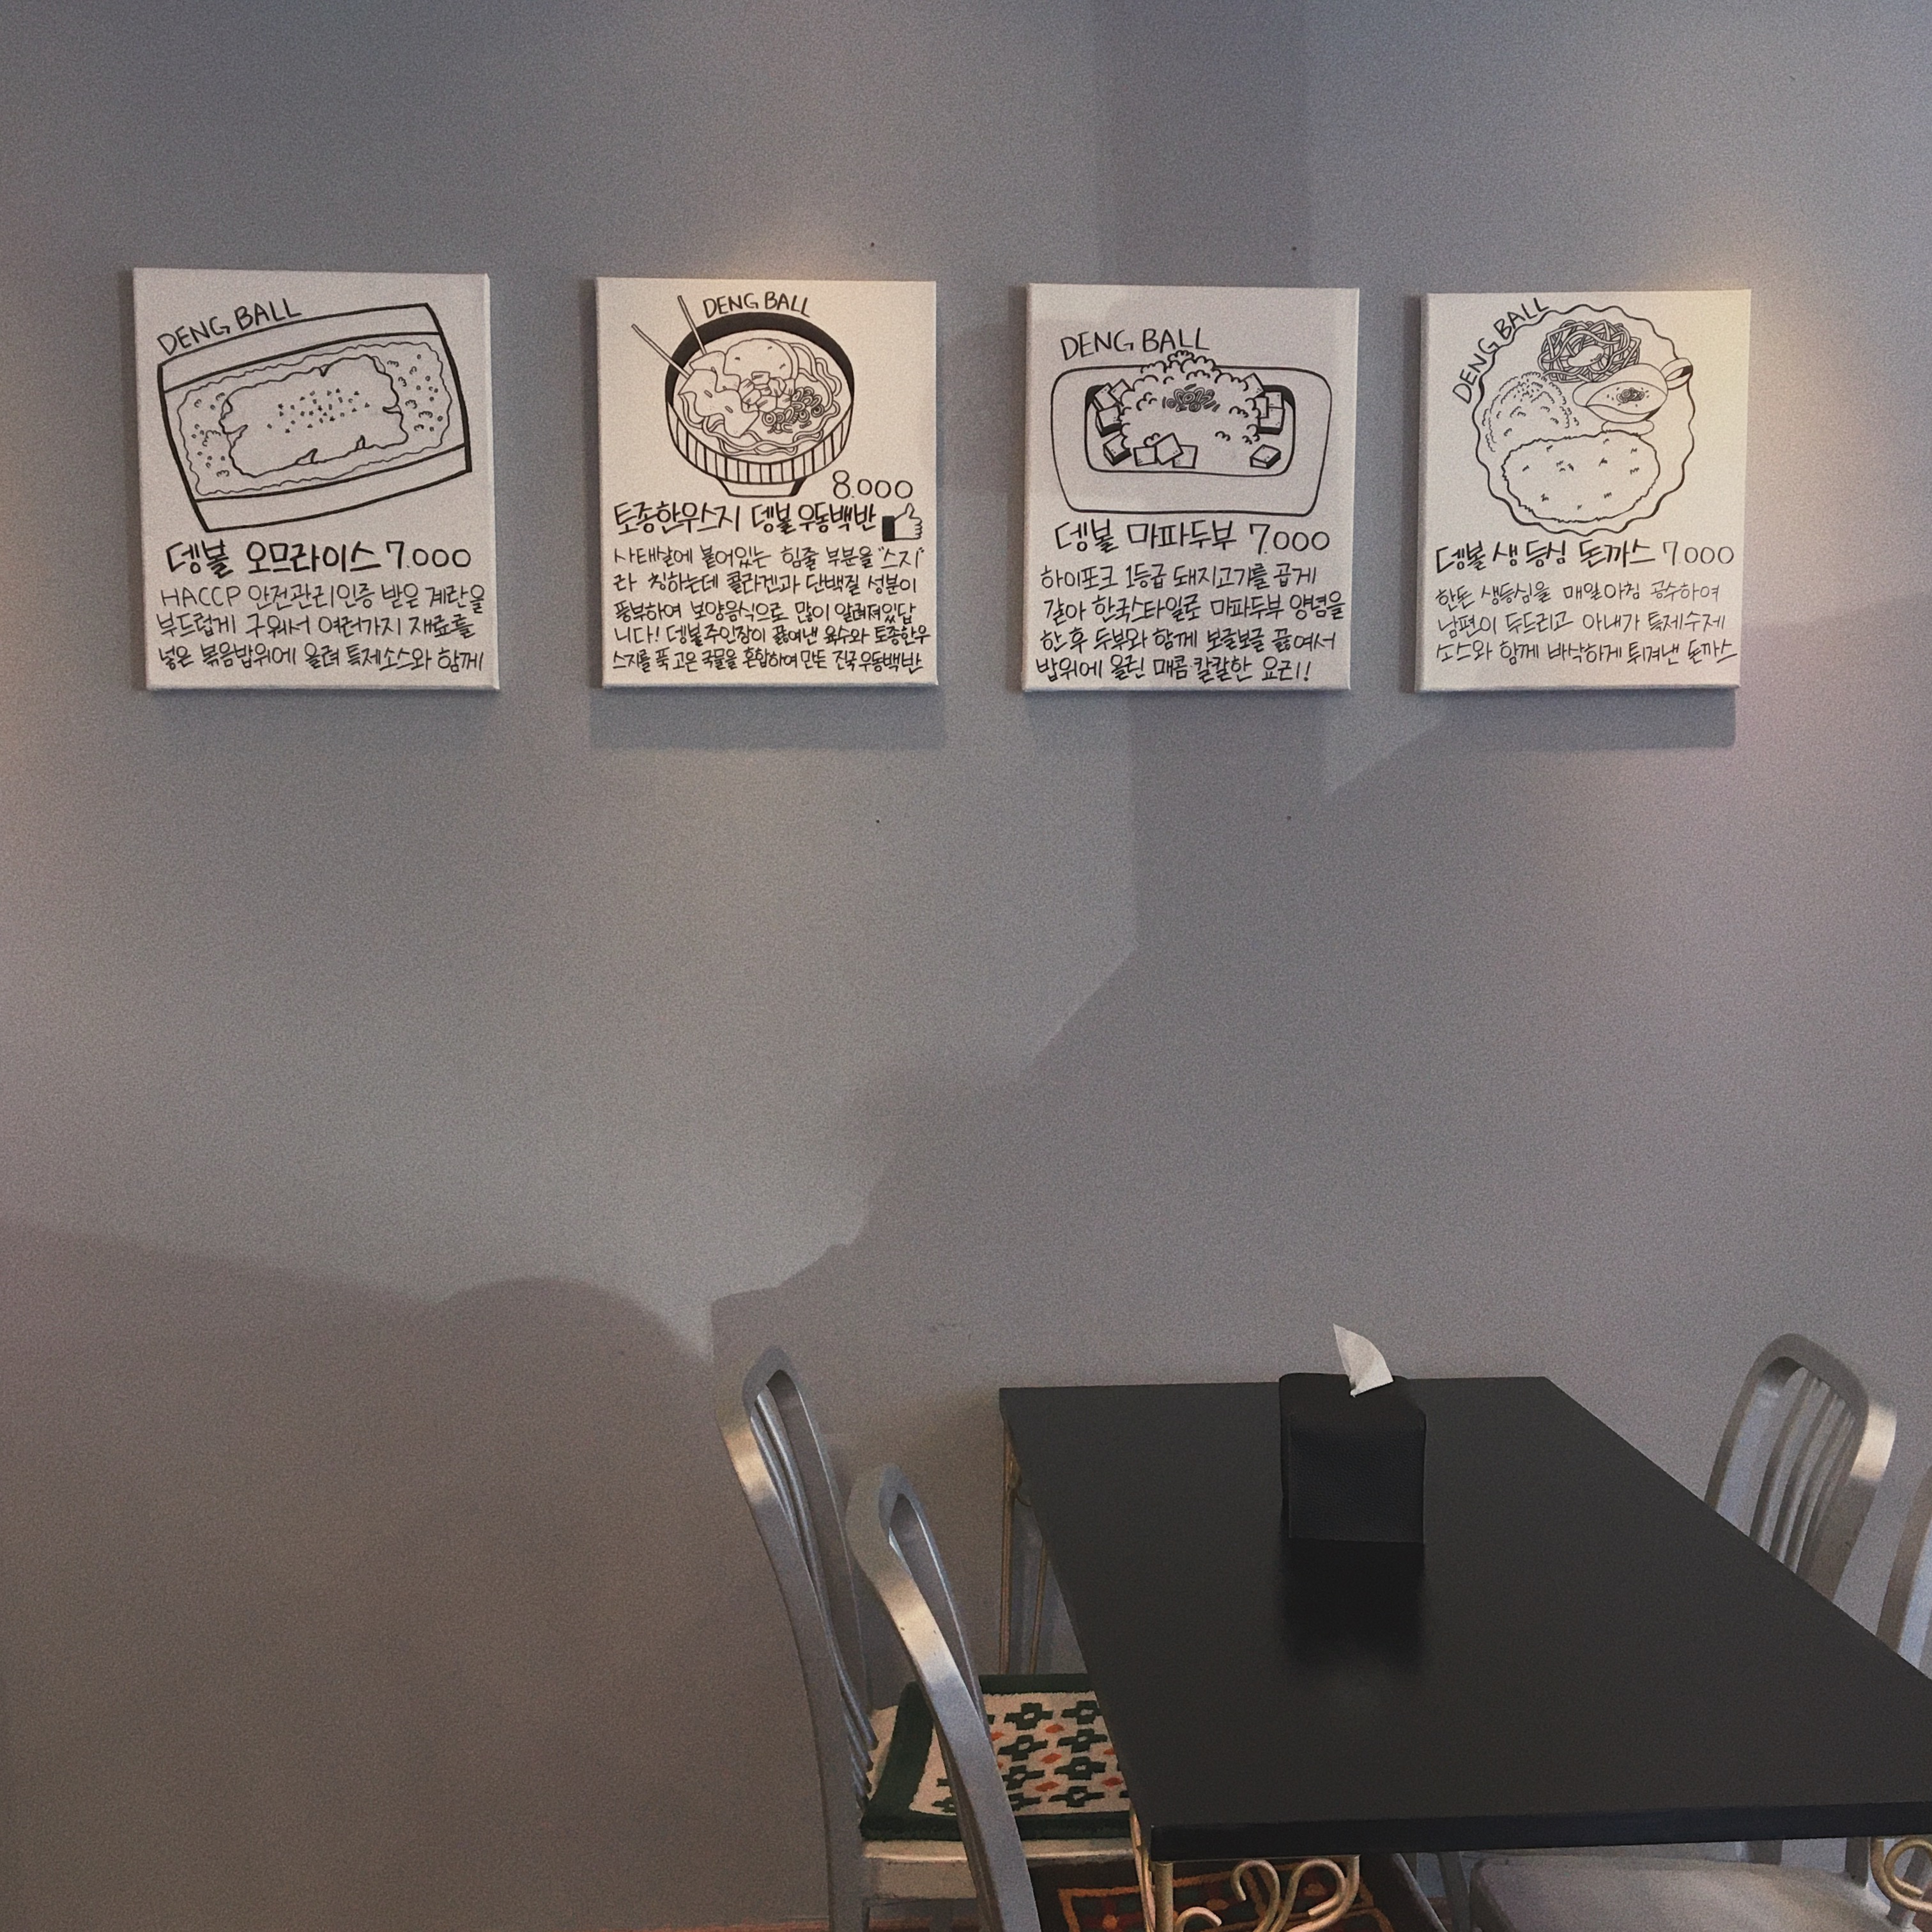 DENG BALL
뎅볼 오므라이스 7.000
HACCP 안전관리인증 받은 계란을
부드럽게 구워서 여러가지 재료를
넣은 볶음밥위에 올려 특제소스와 함께
DENG BALL
8.000
토종한우스지 뎅볼우동백반
사태살에 붙어있는 힘줄 부분을 "스지"
라 칭하는데 콜라겐과 단백질 성분이
풍부하여 보양음식으로 많이 알려져있답
니다! 뎅볼주인장이 끓여낸 육수와 토종한우
스지를 푹 고은 국물을 혼합하여 만든 진국 우동백반
DENG BALL
뎅볼 마파두부 7.000
하이포크 1등급 돼지고기를 곱게
갈아 한국스타일로 마파두부 양념을
한 후 두부와 함께 보글보글 끓여서
밥위에 올린 매콤·칼칼한 요리!
DENG BALL
뎅볼 생등심 돈까스 7.000
한돈 생등심을 매일아침 공수하여
남편이 두드리고 아내가 특제수제
소스와 함께 바삭하게 튀겨낸 돈까스